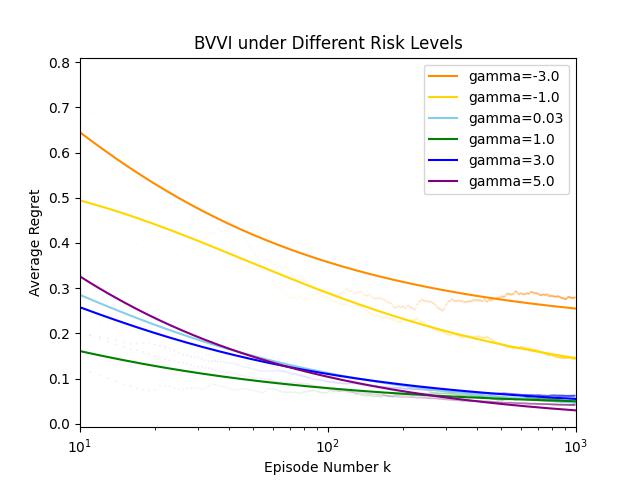 BVVI under Different Risk Levels
gamma=-3.0
gamma=-1.0
gamma=0.03
gamma=1.0
gamma=3.0
gamma=5.0
Average Regret
0.8
0.7
0.6
0.5
0.4
0.3
0.2
0.1
0.0
10¹ 10² 10³
Episode Number k